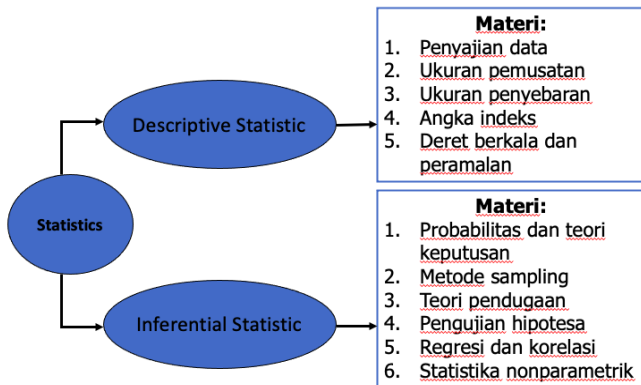 Statistics
Descriptive Statistic
Materi:
1. Penyajian data
2. Ukuran pemusatan
3. Ukuran penyebaran
4. Angka indeks
5. Deret berkala dan
peramalan
Inferential Statistic
Materi:
1. Probabilitas dan teori
keputusan
2. Metode sampling
3. Teori pendugaan
4. Pengujian hipotesa
5. Regresi dan korelasi
6. Statistika nonparametrik